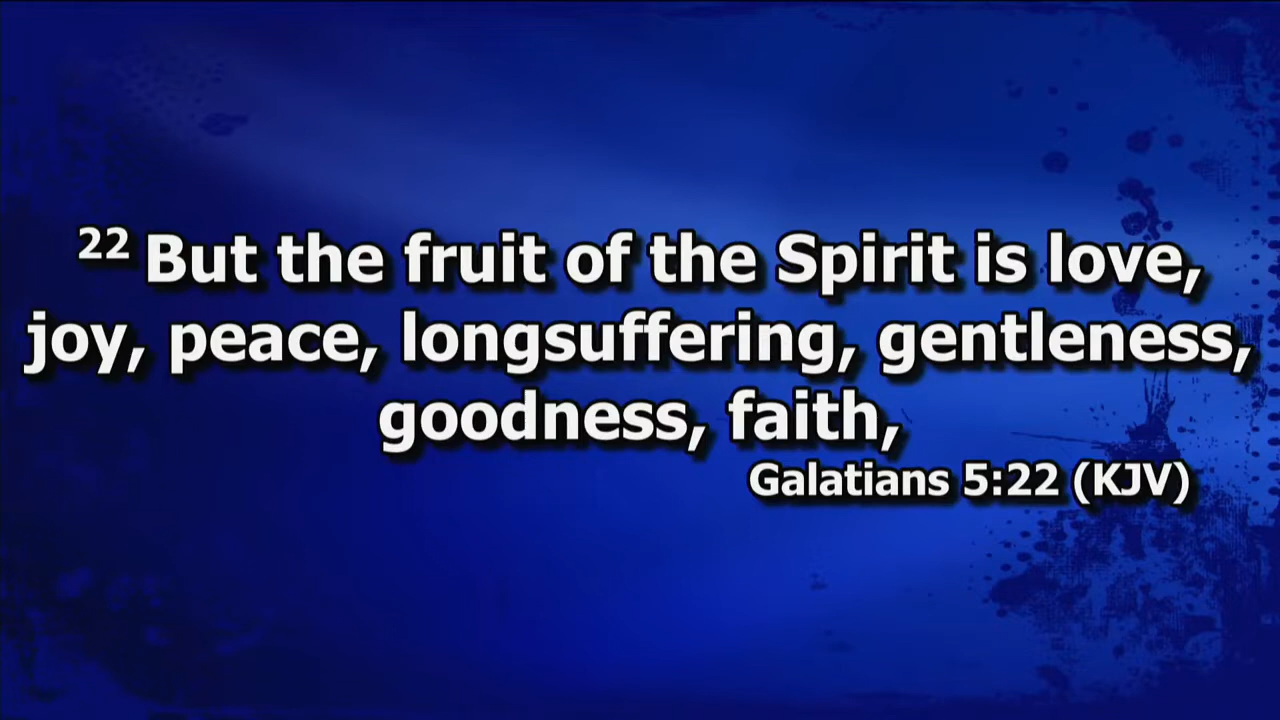 22 But the fruit of the Spirit is love,
joy, peace, longsuffering, gentleness,
goodness, faith,
Galatians 5:22 (KJV)